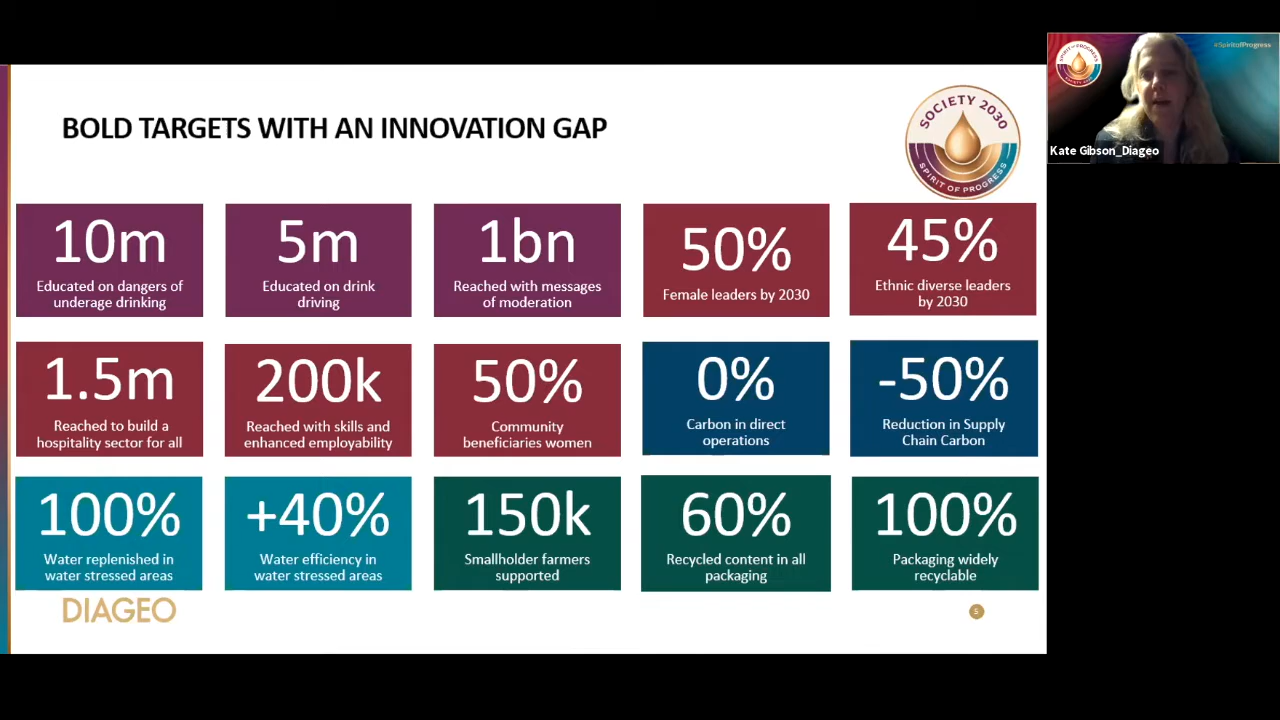 BOLD TARGETS WITH AN INNOVATION GAP
SOCIETY 2030
SPIRIT OF PROGRESS
#SpiritofProgress
SPIRIT OF PROGRESS
Kate Gibson_Diageo
10m
Educated on dangers of
underage drinking
5m
Educated on drink
driving
1bn
Reached with messages
of moderation
50%
Female leaders by 2030
45%
Ethnic diverse leaders
by 2030
1.5m
Reached to build a
hospitality sector for all
200k
Reached with skills and
enhanced employability
50%
Community
beneficiaries women
0%
Carbon in direct
operations
-50%
Reduction in Supply
Chain Carbon
100%
Water replenished in
water stressed areas
+40%
Water efficiency in
water stressed areas
150k
Smallholder farmers
supported
60%
Recycled content in all
packaging
100%
Packaging widely
recyclable
DIAGEO
5